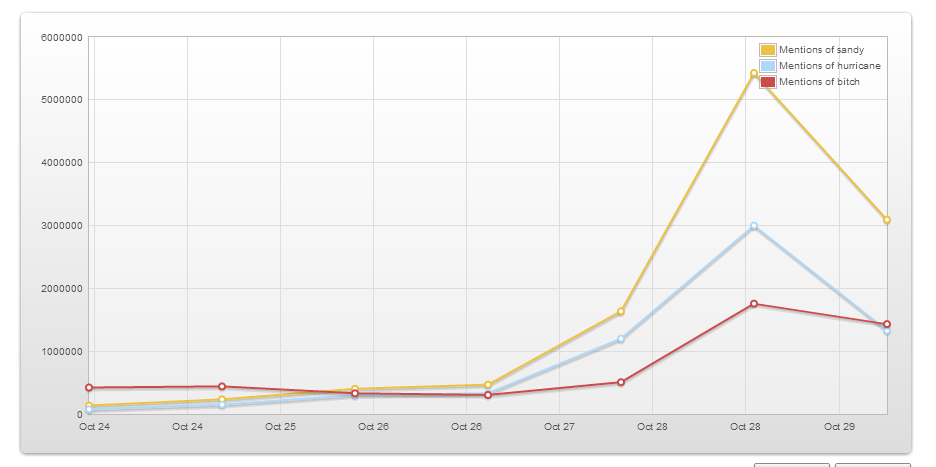 6000000
Mentions of sandy
Mentions of hurricane
Mentions of bitch
5000000
4000000
3000000
2000000
1000000
0
Oct 24 Oct 24 Oct 25 Oct 26 Oct 26 Oct 27 Oct 28 Oct 28 Oct 29